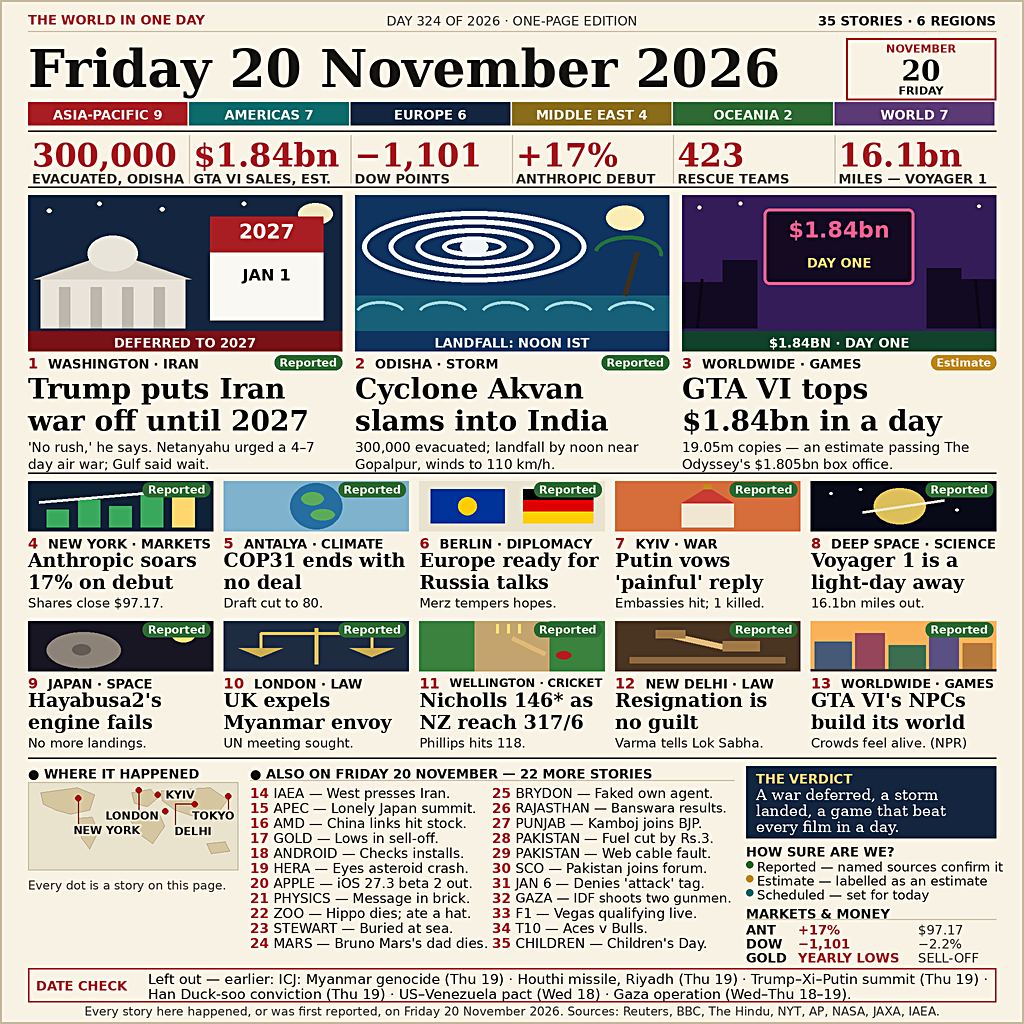 THE WORLD IN ONE DAY
DAY 324 OF 2026 · ONE-PAGE EDITION
35 STORIES · 6 REGIONS
Friday 20 November 2026
NOVEMBER
20
FRIDAY
ASIA-PACIFIC 9
AMERICAS 7
EUROPE 6
MIDDLE EAST 4
OCEANIA 2
WORLD 7
300,000
EVACUATED, ODISHA
$1.84bn
GTA VI SALES, EST.
−1,101
DOW POINTS
+17%
ANTHROPIC DEBUT
423
RESCUE TEAMS
16.1bn
MILES — VOYAGER 1
2027
JAN 1
DEFERRED TO 2027
1 WASHINGTON · IRAN
Reported
Trump puts Iran
war off until 2027
'No rush,' he says. Netanyahu urged a 4–7
day air war; Gulf said wait.
LANDFALL: NOON IST
2 ODISHA · STORM
Reported
Cyclone Akvan
slams into India
300,000 evacuated; landfall by noon near
Gopalpur, winds to 110 km/h.
$1.84bn
DAY ONE
$1.84BN · DAY ONE
3 WORLDWIDE · GAMES
Estimate
GTA VI tops
$1.84bn in a day
19.05m copies — an estimate passing The
Odyssey's $1.805bn box office.
Reported
4 NEW YORK · MARKETS
Anthropic soars
17% on debut
Shares close $97.17.
Reported
5 ANTALYA · CLIMATE
COP31 ends with
no deal
Draft cut to 80.
Reported
6 BERLIN · DIPLOMACY
Europe ready for
Russia talks
Merz tempers hopes.
Reported
7 KYIV · WAR
Putin vows
'painful' reply
Embassies hit; 1 killed.
Reported
8 DEEP SPACE · SCIENCE
Voyager 1 is a
light-day away
16.1bn miles out.
Reported
9 JAPAN · SPACE
Hayabusa2's
engine fails
No more landings.
Reported
10 LONDON · LAW
UK expels
Myanmar envoy
UN meeting sought.
Reported
11 WELLINGTON · CRICKET
Nicholls 146* as
NZ reach 317/6
Phillips hits 118.
Reported
12 NEW DELHI · LAW
Resignation is
no guilt
Varma tells Lok Sabha.
Reported
13 WORLDWIDE · GAMES
GTA VI's NPCs
build its world
Crowds feel alive. (NPR)
● WHERE IT HAPPENED
KYIV
LONDON
TOKYO
NEW YORK
DELHI
Every dot is a story on this page.
● ALSO ON FRIDAY 20 NOVEMBER — 22 MORE STORIES
14 IAEA — West presses Iran.
15 APEC — Lonely Japan summit.
16 AMD — China links hit stock.
17 GOLD — Lows in sell-off.
18 ANDROID — Checks installs.
19 HERA — Eyes asteroid crash.
20 APPLE — iOS 27.3 beta 2 out.
21 PHYSICS — Message in brick.
22 ZOO — Hippo dies; ate a hat.
23 STEWART — Buried at sea.
24 MARS — Bruno Mars's dad dies.
25 BRYDON — Faked own agent.
26 RAJASTHAN — Banswara results.
27 PUNJAB — Kamboj joins BJP.
28 PAKISTAN — Fuel cut by Rs.3.
29 PAKISTAN — Web cable fault.
30 SCO — Pakistan joins forum.
31 JAN 6 — Denies 'attack' tag.
32 GAZA — IDF shoots two gunmen.
33 F1 — Vegas qualifying live.
34 T10 — Aces v Bulls.
35 CHILDREN — Children's Day.
THE VERDICT
A war deferred, a storm
landed, a game that beat
every film in a day.
HOW SURE ARE WE?
● Reported — named sources confirm it
● Estimate — labelled as an estimate
● Scheduled — set for today
MARKETS & MONEY
ANT +17% $97.17
DOW −1,101 −2.2%
GOLD YEARLY LOWS SELL-OFF
DATE CHECK
Left out — earlier: ICJ: Myanmar genocide (Thu 19) · Houthi missile, Riyadh (Thu 19) · Trump–Xi–Putin summit (Thu 19) ·
Han Duck-soo conviction (Thu 19) · US–Venezuela pact (Wed 18) · Gaza operation (Wed–Thu 18–19).
Every story here happened, or was first reported, on Friday 20 November 2026. Sources: Reuters, BBC, The Hindu, NYT, AP, NASA, JAXA, IAEA.